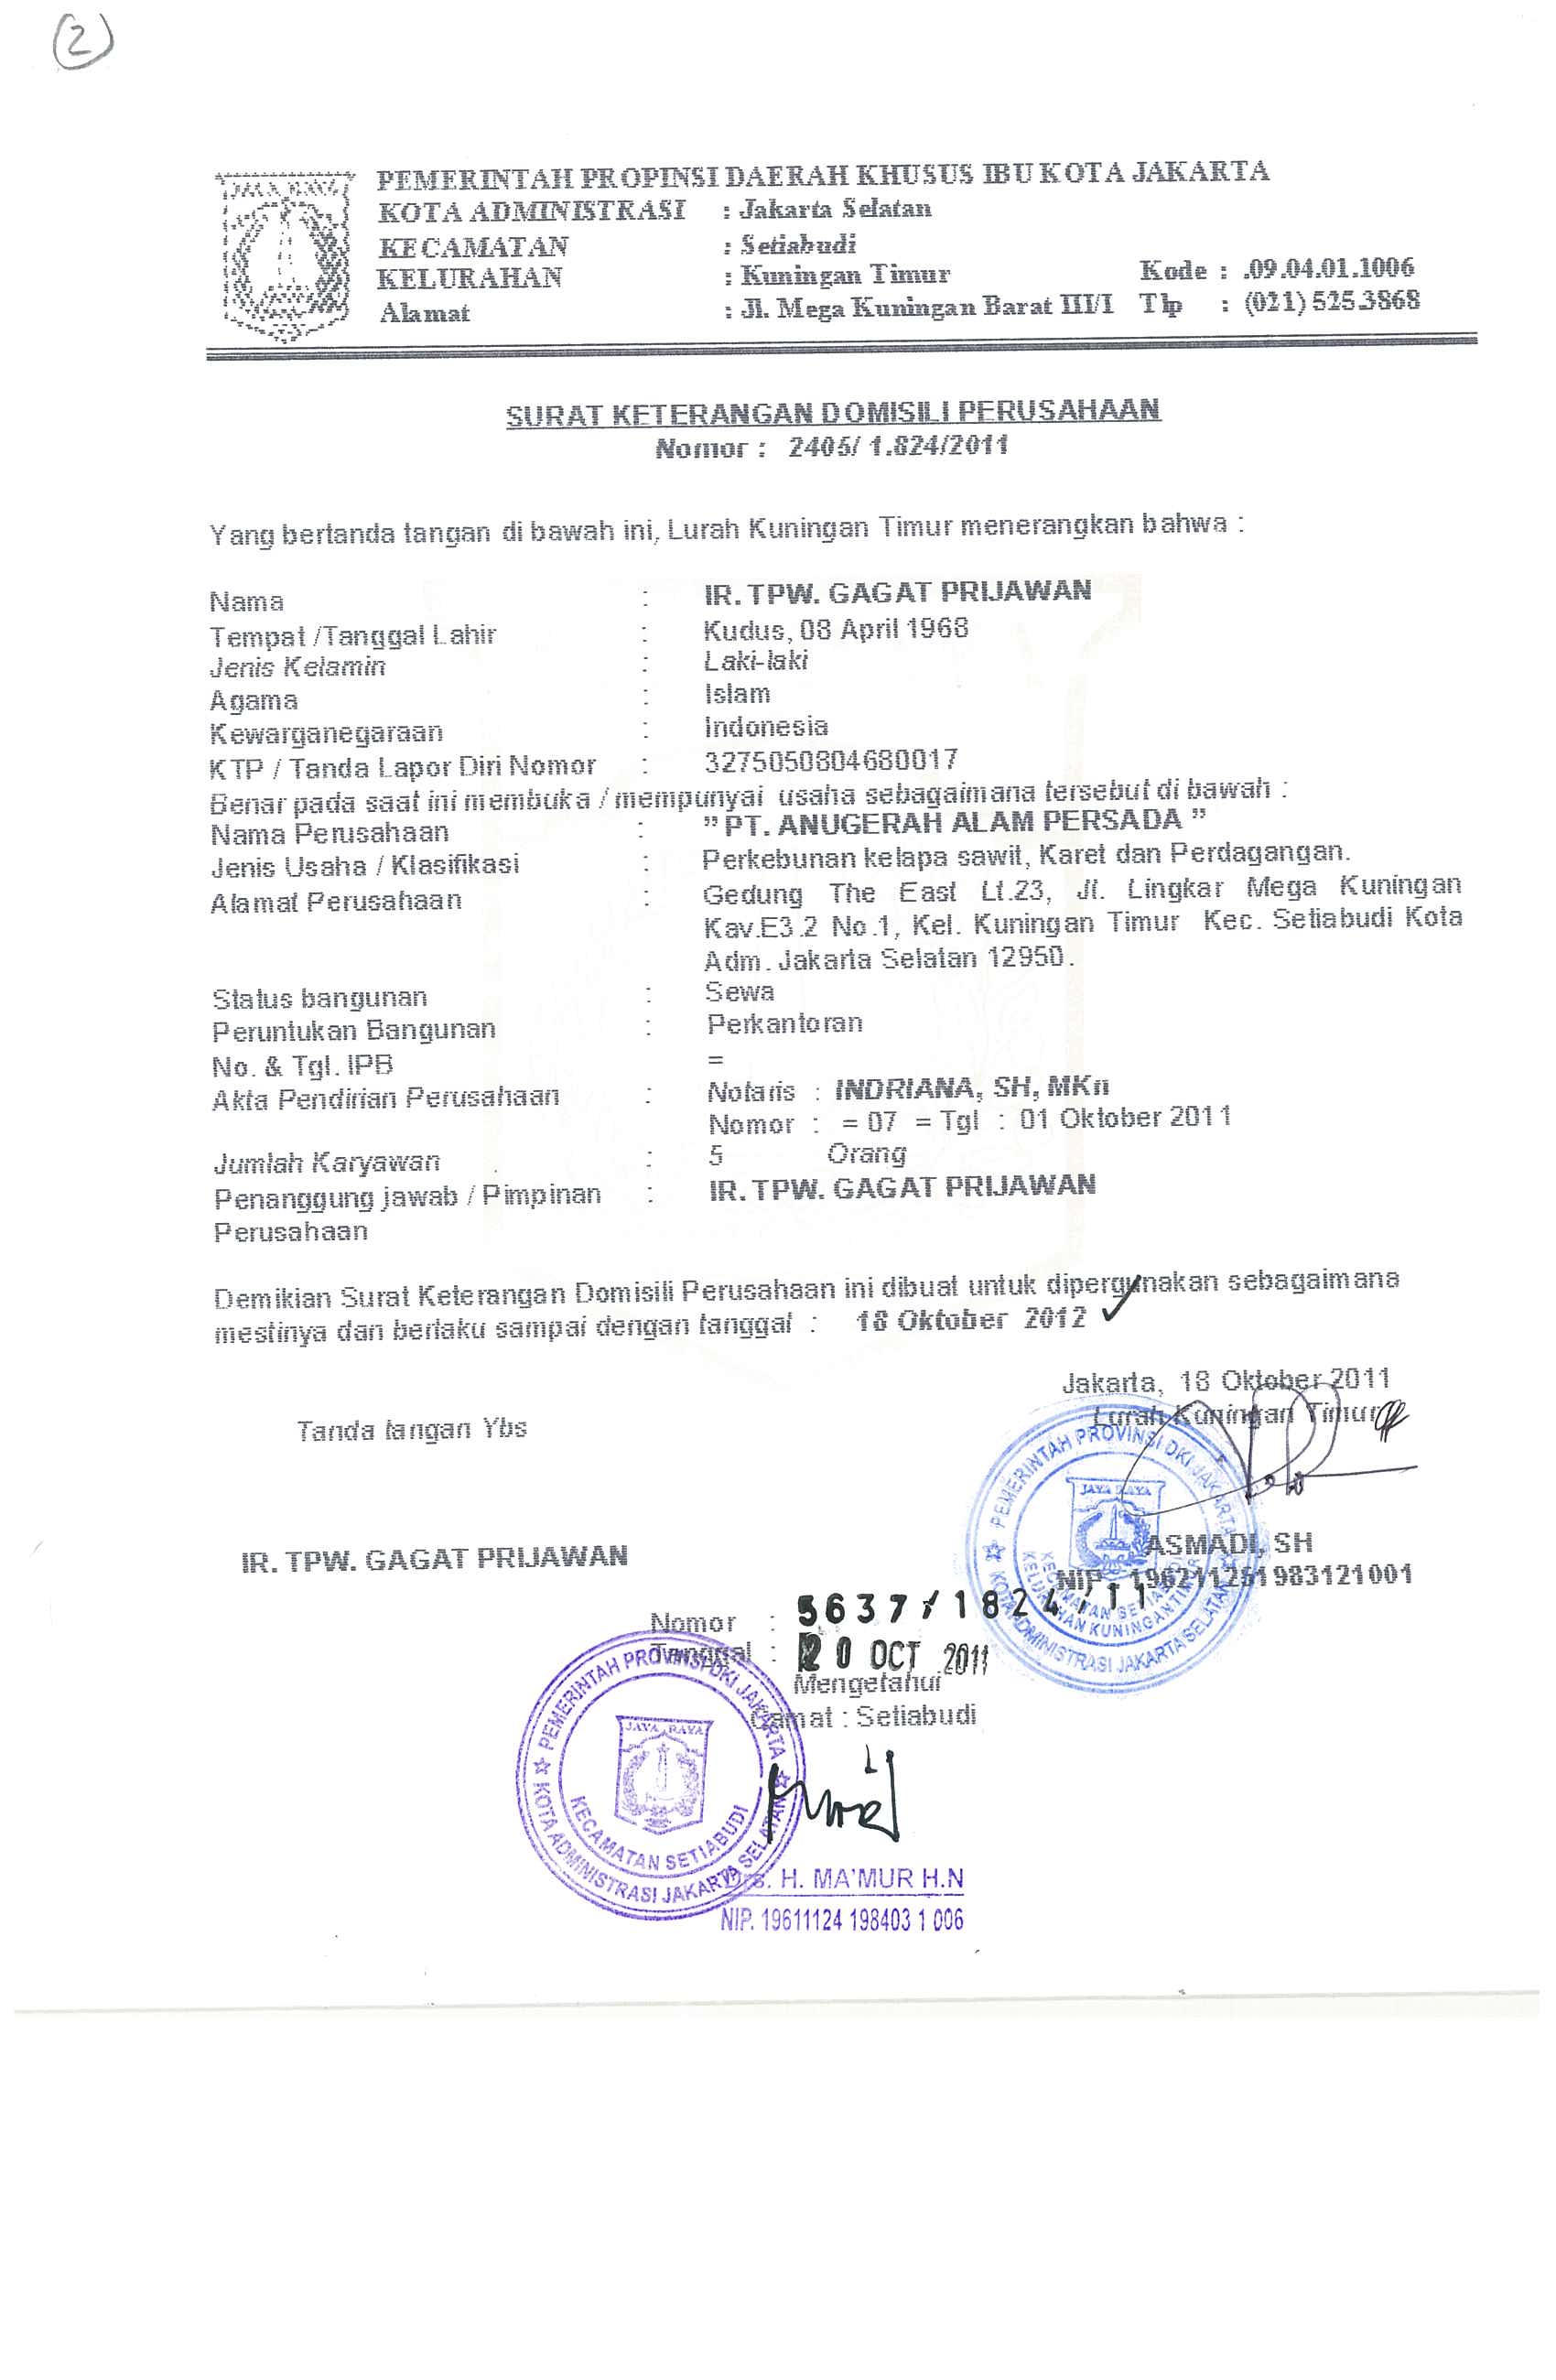 2
JAYA RAYA
PEMERINTAH PROPINSI DAERAH KHUSUS IBU KOTA JAKARTA
KOTA ADMINISTRASI : Jakarta Selatan
KECAMATAN : Setiabudi
KELURAHAN : Kuningan Timur Kode : .09.04.01.1006
Alamat : Jl. Mega Kuningan Barat III/I Tlp : (021) 5253868
SURAT KETERANGAN DOMISILI PERUSAHAAN
Nomor : 2405/ 1.824/2011
Yang bertanda tangan di bawah ini, Lurah Kuningan Timur menerangkan bahwa :
Nama : IR. TPW. GAGAT PRIJAWAN
Tempat /Tanggal Lahir : Kudus, 08 April 1968
Jenis Kelamin : Laki-laki
Agama : Islam
Kewarganegaraan : Indonesia
KTP / Tanda Lapor Diri Nomor : 3275050804680017
Benar pada saat ini membuka / mempunyai usaha sebagaimana tersebut di bawah :
Nama Perusahaan : ” PT. ANUGERAH ALAM PERSADA ”
Jenis Usaha / Klasifikasi : Perkebunan kelapa sawit, Karet dan Perdagangan.
Alamat Perusahaan : Gedung The East Lt.23, Jl. Lingkar Mega Kuningan
Kav.E3.2 No.1, Kel. Kuningan Timur Kec. Setiabudi Kota
Adm. Jakarta Selatan 12950.
Status bangunan : Sewa
Peruntukan Bangunan : Perkantoran
No. & Tgl. IPB =
Akta Pendirian Perusahaan : Notaris : INDRIANA, SH, MKn
Nomor : = 07 = Tgl : 01 Oktober 2011
Jumlah Karyawan : 5 Orang
Penanggung jawab / Pimpinan : IR. TPW. GAGAT PRIJAWAN
Perusahaan
Demikian Surat Keterangan Domisili Perusahaan ini dibuat untuk dipergunakan sebagaimana
mestinya dan berlaku sampai dengan tanggal : 18 Oktober 2012
Jakarta, 18 Oktober 2011
Tanda tangan Ybs Lurah Kuningan Timur
PEMERINTAH PROVINSI DKI JAKARTA
JAYA RAYA
KECAMATAN SETIABUDI
KELURAHAN KUNINGAN TIMUR
KOTA ADMINISTRASI JAKARTA SELATAN
IR. TPW. GAGAT PRIJAWAN ASMADI, SH
NIP : 196211251983121001
Nomor : 5637/1824/11
Tanggal : 20 OCT 2011
Mengetahui
Camat : Setiabudi
PEMERINTAH PROVINSI DKI JAKARTA
JAYA RAYA
KECAMATAN SETIABUDI
KOTA ADMINISTRASI JAKARTA SELATAN
Drs. H. MA'MUR H.N
NIP. 19611124 198403 1 006